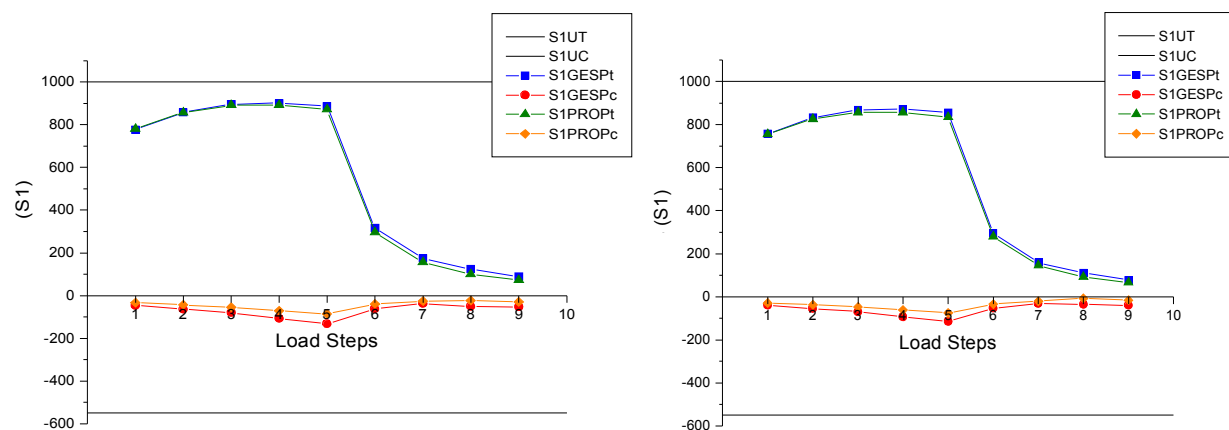 S1UT
S1UC
S1GESPt
S1GESPc
S1PROPt
S1PROPc
1000
800
600
400
200
0
-200
-400
-600
(S1)
1 2 3 4 5 6 7 8 9 10
Load Steps
S1UT
S1UC
S1GESPt
S1GESPc
S1PROPt
S1PROPc
1000
800
600
400
200
0
-200
-400
-600
(S1)
1 2 3 4 5 6 7 8 9 10
Load Steps